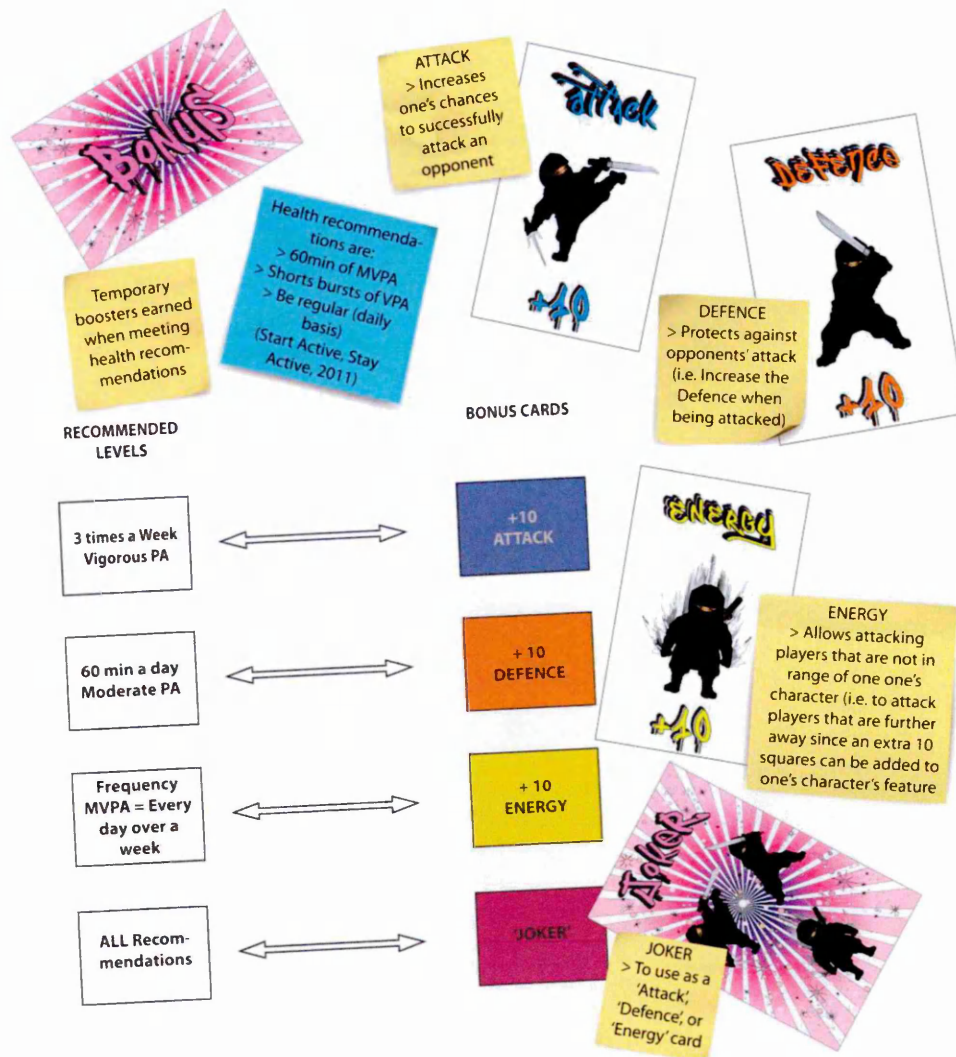 BONUS
ATTACK
> Increases
one's chances
to successfully
attack an
opponent
attack
+10
DEFENCE
+10
Health recommenda-
tions are:
> 60min of MVPA
> Shorts bursts of VPA
> Be regular (daily
basis)
(Start Active, Stay
Active, 2011)
Temporary
boosters earned
when meeting
health recom-
mendations
DEFENCE
> Protects against
opponents' attack
(i.e. Increase the
Defence when
being attacked)
RECOMMENDED
LEVELS
BONUS CARDS
3 times a Week
Vigorous PA
+10
ATTACK
60 min a day
Moderate PA
+ 10
DEFENCE
Frequency
MVPA = Every
day over a
week
+ 10
ENERGY
ALL Recom-
mendations
'JOKER'
ENERGY
+10
ENERGY
> Allows attacking
players that are not in
range of one one's
character (i.e. to attack
players that are further
away since an extra 10
squares can be added to
one's character's feature
JOKER
JOKER
> To use as a
'Attack',
'Defence', or
'Energy' card